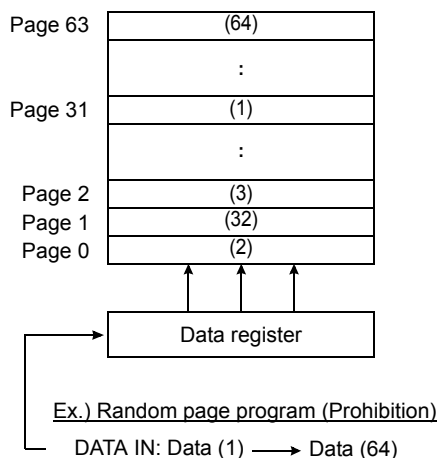 Page 63 (64)
:
Page 31 (1)
:
Page 2 (3)
Page 1 (32)
Page 0 (2)
Data register
Ex.) Random page program (Prohibition)
DATA IN: Data (1) Data (64)